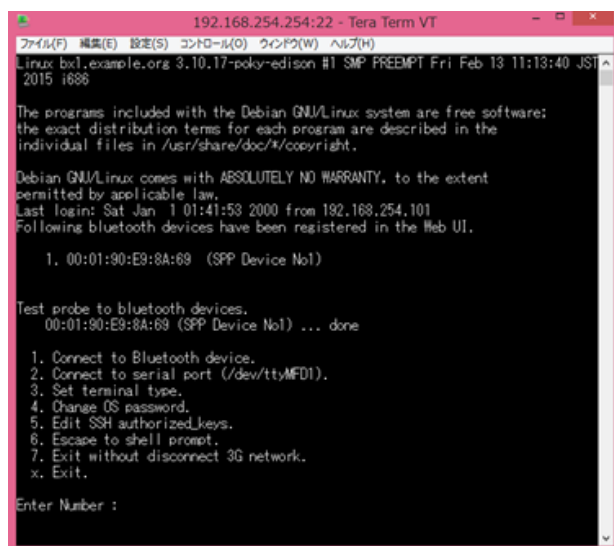 192.168.254.254:22 - Tera Term VT
ファイル(F) 編集(E) 設定(S) コントロール(O) ウィンドウ(W) ヘルプ(H)
Linux bx1.example.org 3.10.17-poky-edison #1 SMP PREEMPT Fri Feb 13 11:13:40 JST
2015 i686
The programs included with the Debian GNU/Linux system are free software;
the exact distribution terms for each program are described in the
individual files in /usr/share/doc/*/copyright.
Debian GNU/Linux comes with ABSOLUTELY NO WARRANTY, to the extent
permitted by applicable law.
Last login: Sat Jan 1 01:41:53 2000 from 192.168.254.101
Following bluetooth devices have been registered in the Web UI.
1. 00:01:90:E9:8A:69 (SPP Device No1)
Test probe to bluetooth devices.
00:01:90:E9:8A:69 (SPP Device No1) ... done
1. Connect to Bluetooth device.
2. Connect to serial port (/dev/ttyMFD1).
3. Set terminal type.
4. Change OS password.
5. Edit SSH authorized_keys.
6. Escape to shell prompt.
7. Exit without disconnect 3G network.
x. Exit.
Enter Number :